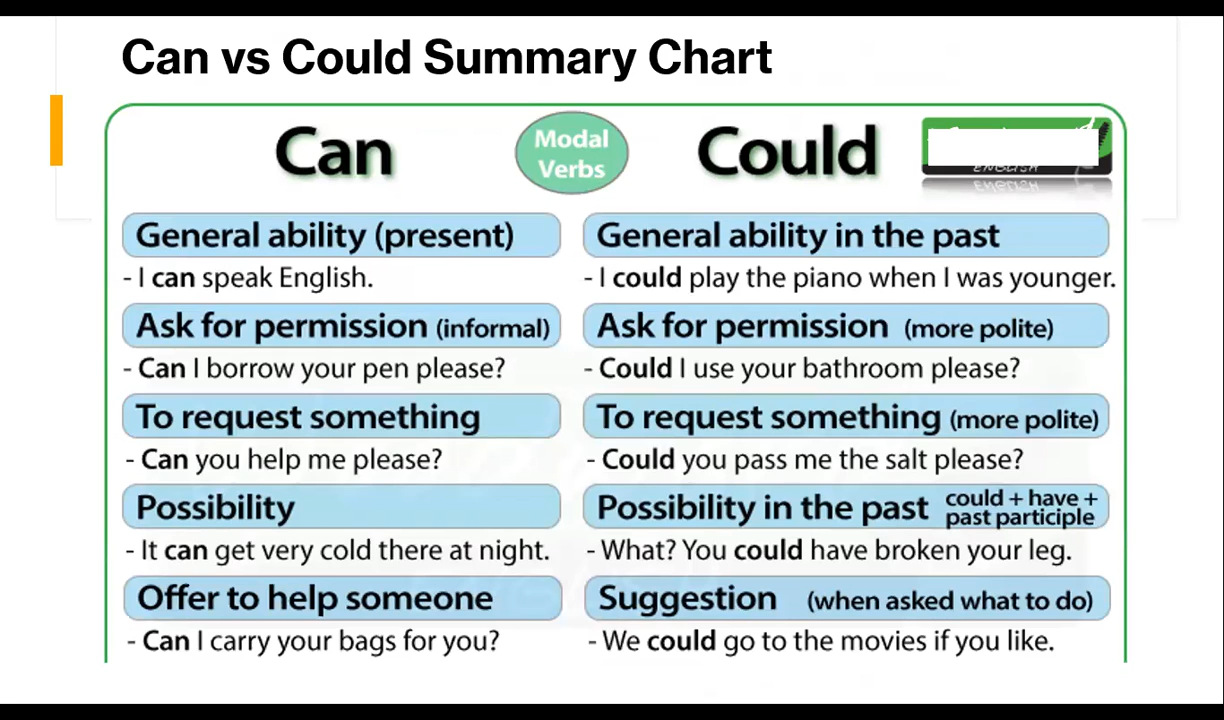 Can vs Could Summary Chart
Can
Modal
Verbs
Could
ENGLISH
General ability (present)
- I can speak English.
Ask for permission (informal)
- Can I borrow your pen please?
To request something
- Can you help me please?
Possibility
- It can get very cold there at night.
Offer to help someone
- Can I carry your bags for you?
General ability in the past
- I could play the piano when I was younger.
Ask for permission (more polite)
- Could I use your bathroom please?
To request something (more polite)
- Could you pass me the salt please?
Possibility in the past could + have +
past participle
- What? You could have broken your leg.
Suggestion (when asked what to do)
- We could go to the movies if you like.